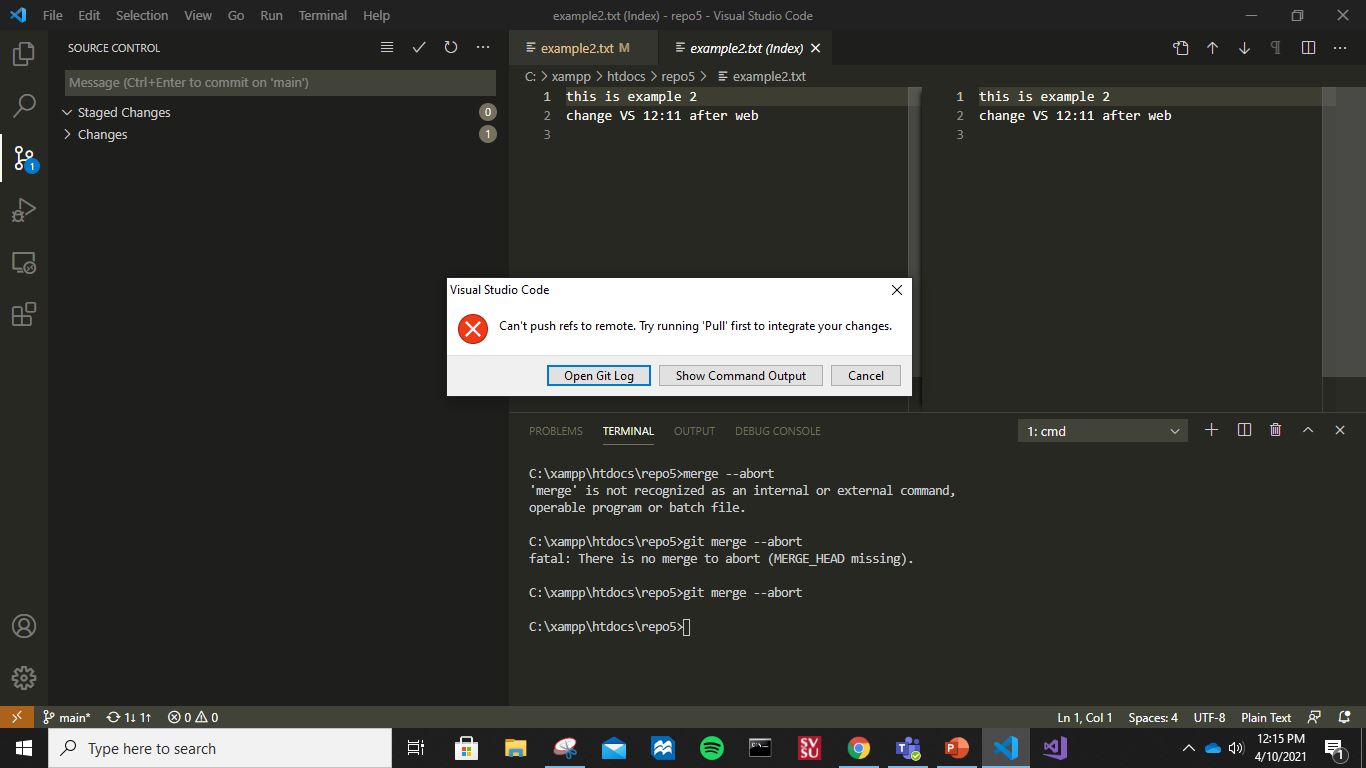 File Edit Selection View Go Run Terminal Help
example2.txt (Index) - repo5 - Visual Studio Code
SOURCE CONTROL
Message (Ctrl+Enter to commit on 'main')
Staged Changes 0
Changes 1
1
example2.txt M
example2.txt (Index)
C: > xampp > htdocs > repo5 > example2.txt
1 this is example 2
2 change VS 12:11 after web
3
1 this is example 2
2 change VS 12:11 after web
3
Visual Studio Code
Can't push refs to remote. Try running 'Pull' first to integrate your changes.
Open Git Log Show Command Output Cancel
PROBLEMS TERMINAL OUTPUT DEBUG CONSOLE
1: cmd
C:\xampp\htdocs\repo5>merge --abort
'merge' is not recognized as an internal or external command,
operable program or batch file.
C:\xampp\htdocs\repo5>git merge --abort
fatal: There is no merge to abort (MERGE_HEAD missing).
C:\xampp\htdocs\repo5>git merge --abort
C:\xampp\htdocs\repo5>
main* 1↓ 1↑ 0 0
Ln 1, Col 1 Spaces: 4 UTF-8 Plain Text
Type here to search
SV
SU
12:15 PM
4/10/2021
1